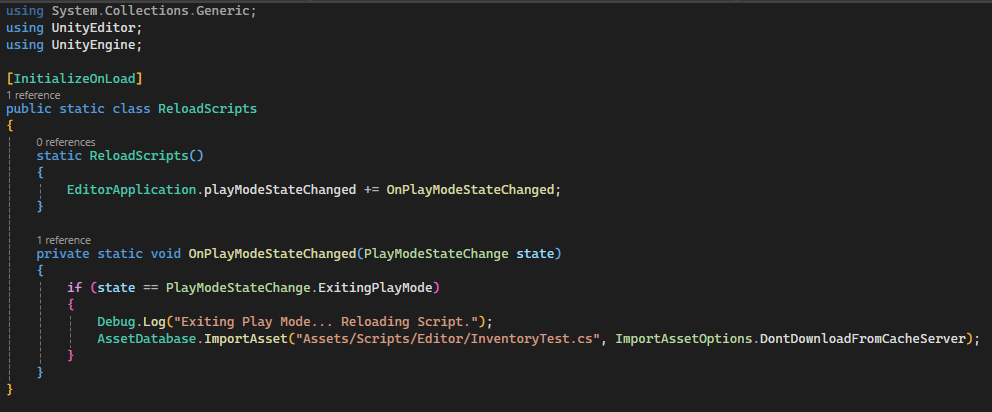 using System.Collections.Generic;
using UnityEditor;
using UnityEngine;
[InitializeOnLoad]
1 reference
public static class ReloadScripts
{
0 references
static ReloadScripts()
{
EditorApplication.playModeStateChanged += OnPlayModeStateChanged;
}
1 reference
private static void OnPlayModeStateChanged(PlayModeStateChange state)
{
if (state == PlayModeStateChange.ExitingPlayMode)
{
Debug.Log("Exiting Play Mode... Reloading Script.");
AssetDatabase.ImportAsset("Assets/Scripts/Editor/InventoryTest.cs", ImportAssetOptions.DontDownloadFromCacheServer);
}
}
}